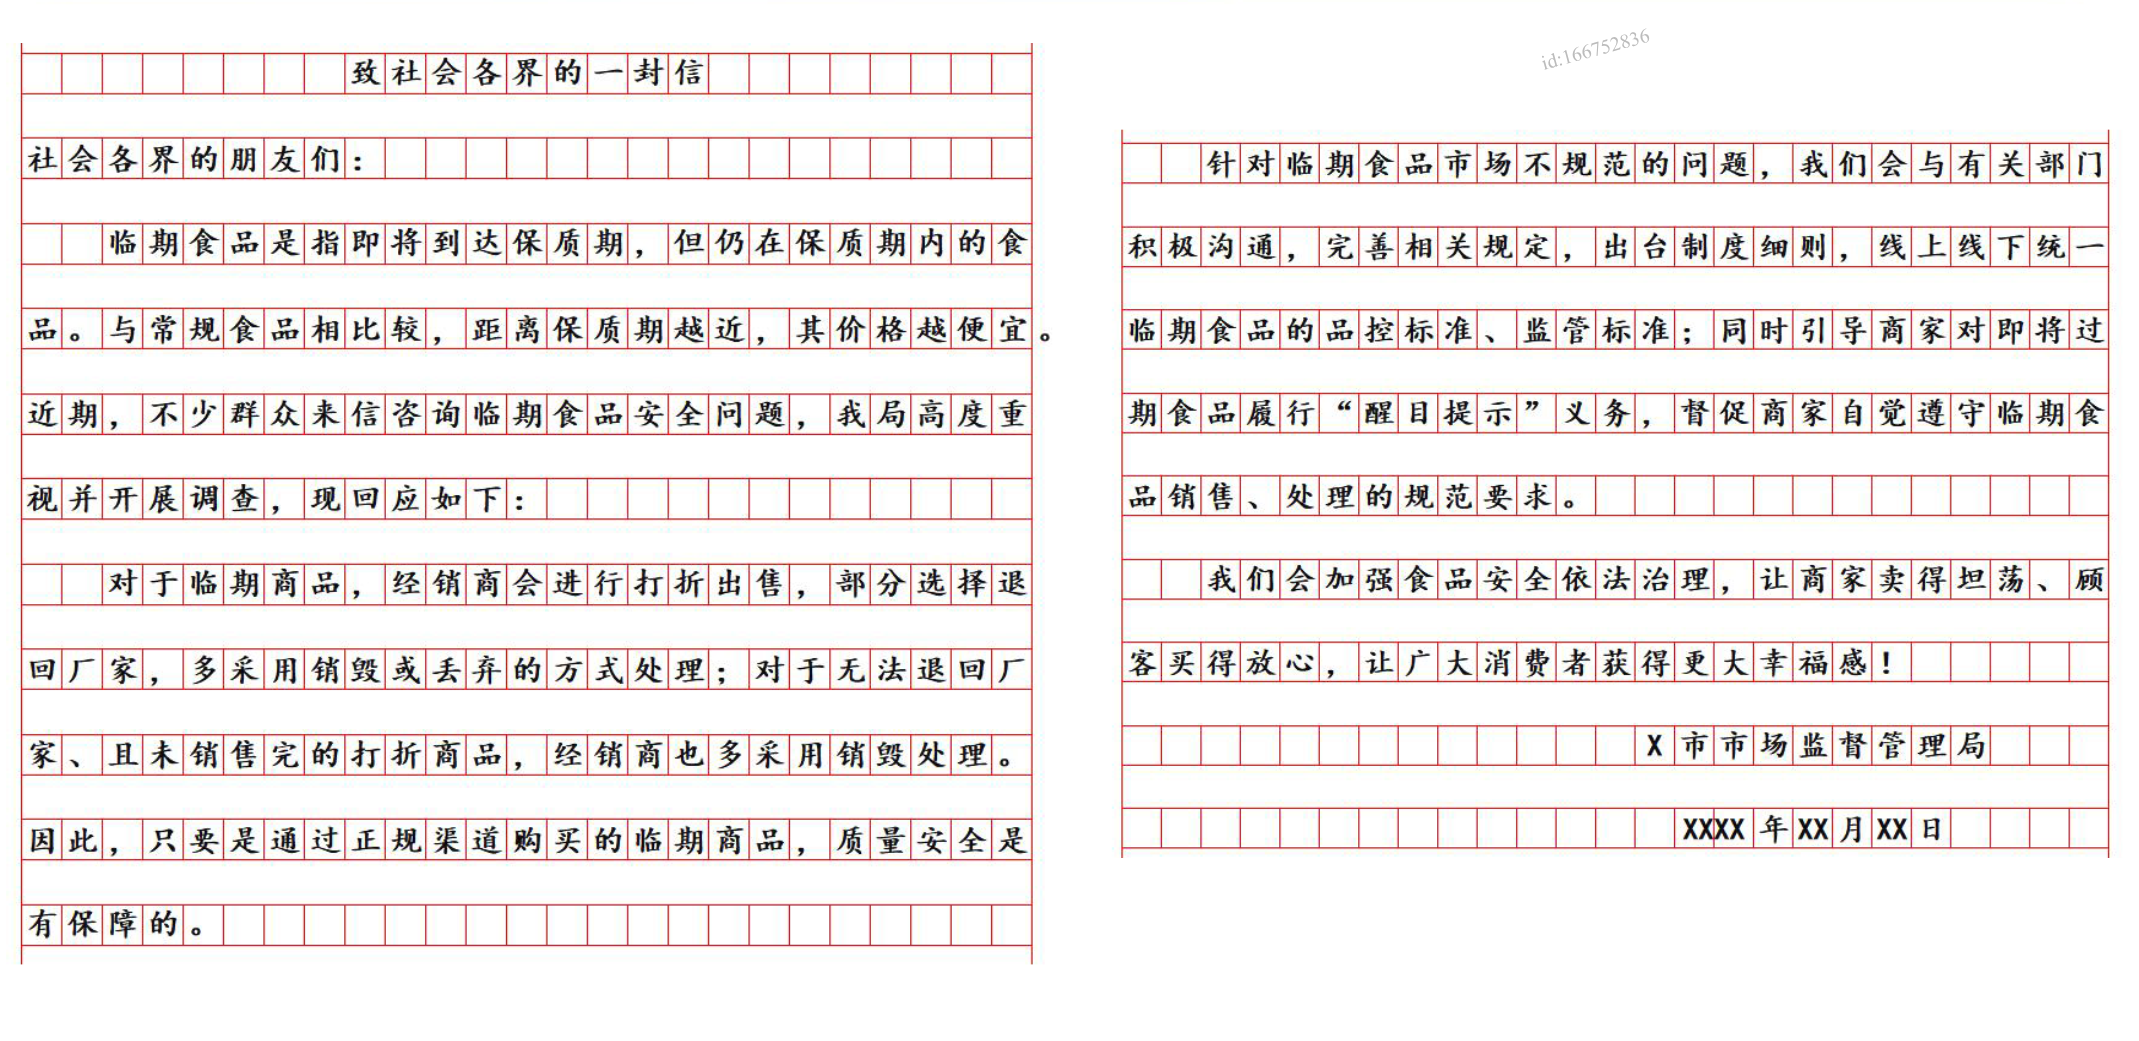 致社会各界的一封信
社会各界的朋友们：
临期食品是指即将到达保质期，但仍在保质期内的食
品。与常规食品相比较，距离保质期越近，其价格越便宜。
近期，不少群众来信咨询临期食品安全问题，我局高度重
视并开展调查，现回应如下：
对于临期商品，经销商会进行打折出售，部分选择退
回厂家，多采用销毁或丢弃的方式处理；对于无法退回厂
家、且未销售完的打折商品，经销商也多采用销毁处理。
因此，只要是通过正规渠道购买的临期商品，质量安全是
有保障的。
id:166752836
针对临期食品市场不规范的问题，我们会与有关部门
积极沟通，完善相关规定，出台制度细则，线上线下统一
临期食品的品控标准、监管标准；同时引导商家对即将过
期食品履行“醒目提示”义务，督促商家自觉遵守临期食
品销售、处理的规范要求。
我们会加强食品安全依法治理，让商家卖得坦荡、顾
客买得放心，让广大消费者获得更大幸福感！
X市市场监督管理局
XXXX年XX月XX日